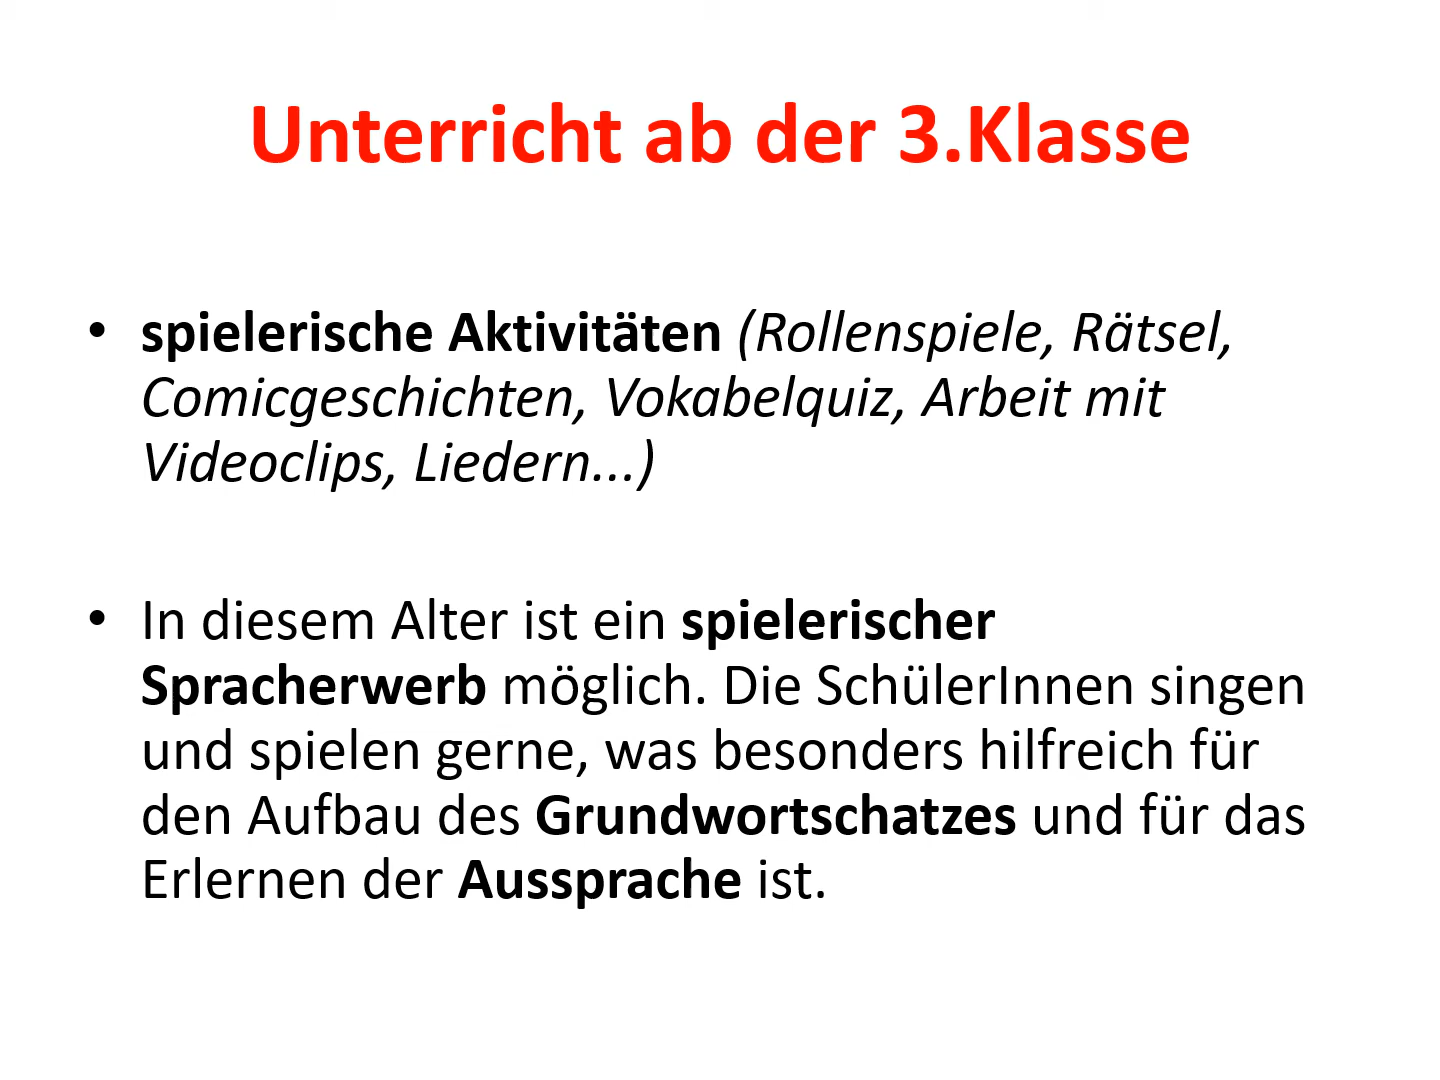 Unterricht ab der 3.Klasse
• spielerische Aktivitäten (Rollenspiele, Rätsel,
Comicgeschichten, Vokabelquiz, Arbeit mit
Videoclips, Liedern...)
• In diesem Alter ist ein spielerischer
Spracherwerb möglich. Die SchülerInnen singen
und spielen gerne, was besonders hilfreich für
den Aufbau des Grundwortschatzes und für das
Erlernen der Aussprache ist.